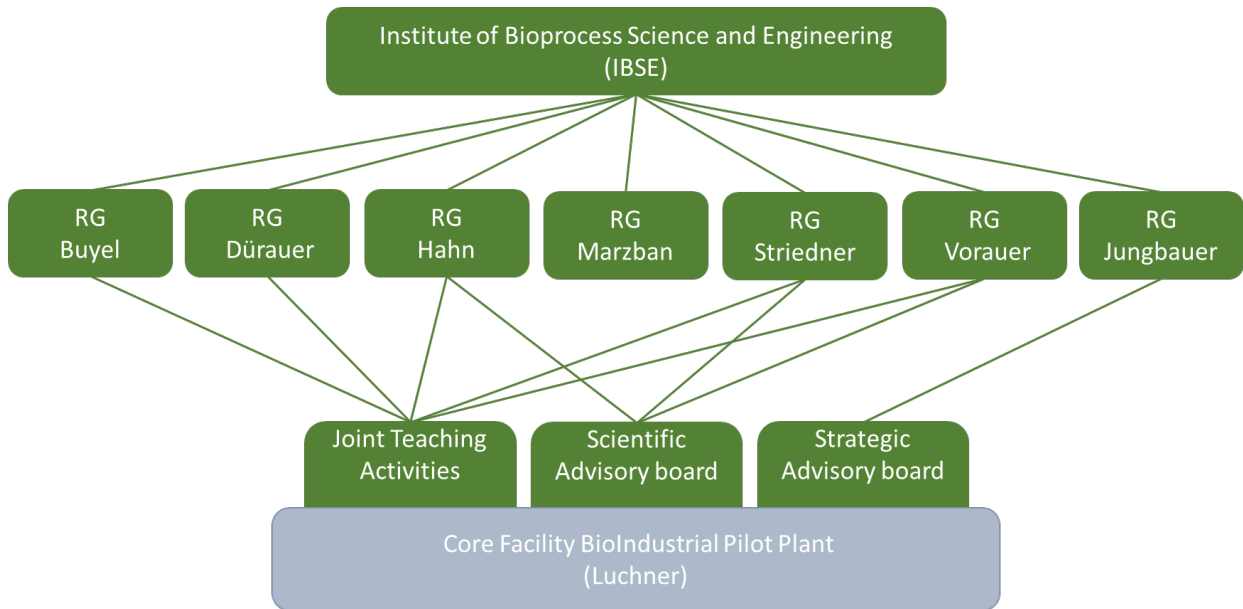 Institute of Bioprocess Science and Engineering
(IBSE)
RG
Buyel
RG
Dürauer
RG
Hahn
RG
Marzban
RG
Striedner
RG
Vorauer
RG
Jungbauer
Joint Teaching
Activities
Scientific
Advisory board
Strategic
Advisory board
Core Facility BioIndustrial Pilot Plant
(Luchner)